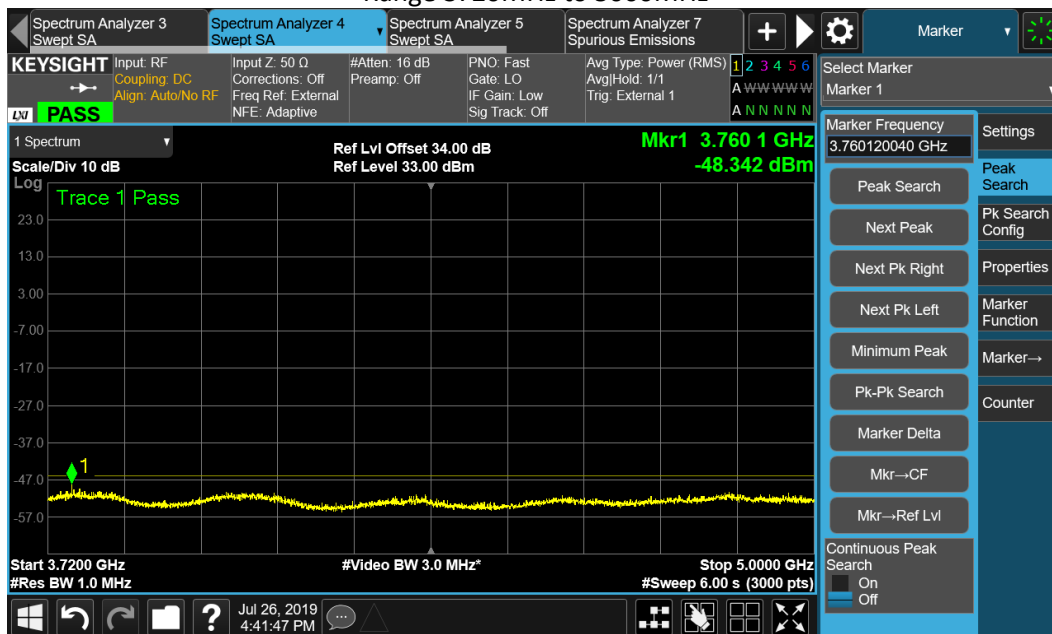 Spectrum Analyzer 3
Swept SA
Spectrum Analyzer 4
Swept SA
Spectrum Analyzer 5
Swept SA
Spectrum Analyzer 7
Spurious Emissions
+
Marker
KEYSIGHT
LXI PASS
Input: RF
Coupling: DC
Align: Auto/No RF
Input Z: 50 Ω
Corrections: Off
Freq Ref: External
NFE: Adaptive
#Atten: 16 dB
Preamp: Off
PNO: Fast
Gate: LO
IF Gain: Low
Sig Track: Off
Avg Type: Power (RMS)
Avg|Hold: 1/1
Trig: External 1
1 2 3 4 5 6
A W W W W W
A N N N N N
Select Marker
Marker 1
1 Spectrum
Scale/Div 10 dB
Ref Lvl Offset 34.00 dB
Ref Level 33.00 dBm
Mkr1 3.760 1 GHz
-48.342 dBm
Log
Trace 1 Pass
23.0
13.0
3.00
-7.00
-17.0
-27.0
-37.0
-47.0
-57.0
1
Start 3.7200 GHz
#Res BW 1.0 MHz
#Video BW 3.0 MHz*
Stop 5.0000 GHz
#Sweep 6.00 s (3000 pts)
Marker Frequency
3.760120040 GHz
Peak Search
Next Peak
Next Pk Right
Next Pk Left
Minimum Peak
Pk-Pk Search
Marker Delta
Mkr→CF
Mkr→Ref Lvl
Continuous Peak
Search
On
Off
Settings
Peak
Search
Pk Search
Config
Properties
Marker
Function
Marker→
Counter
?
Jul 26, 2019
4:41:47 PM